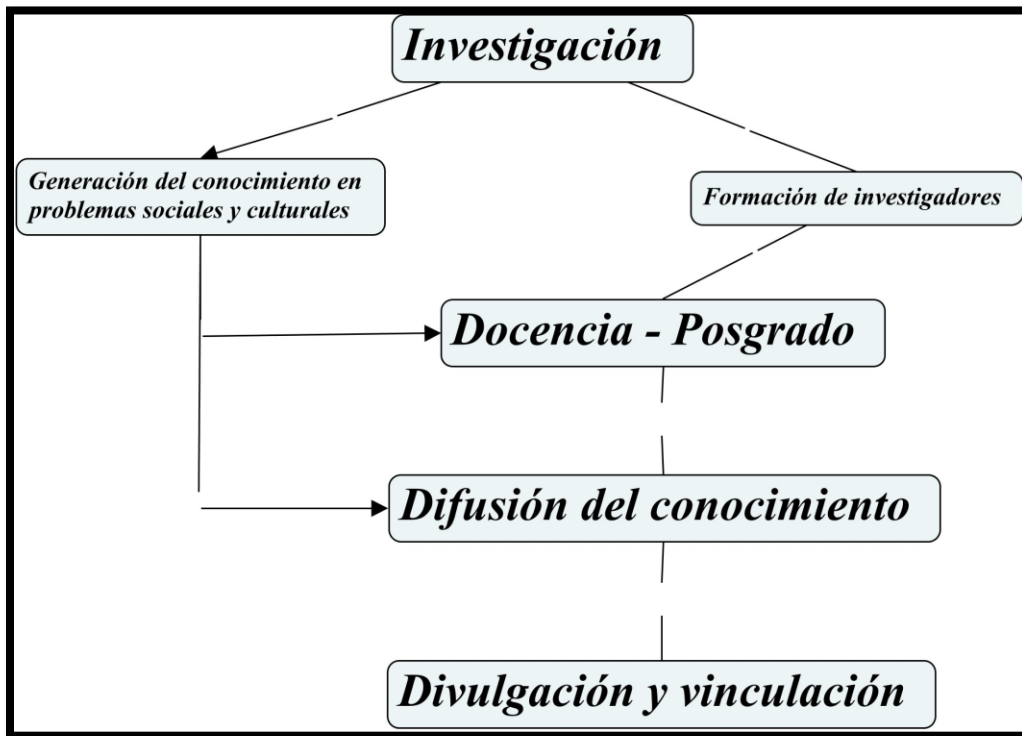 Investigación
Generación del conocimiento en
problemas sociales y culturales
Formación de investigadores
Docencia - Posgrado
Difusión del conocimiento
Divulgación y vinculación